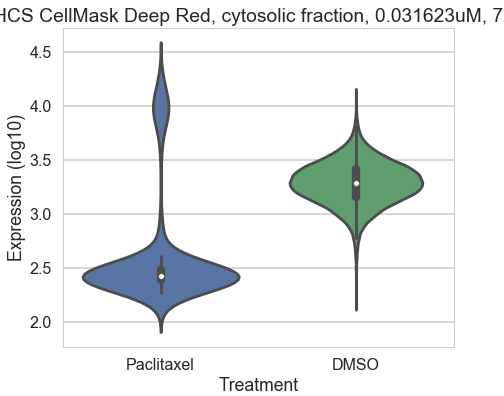 HCS CellMask Deep Red, cytosolic fraction, 0.031623uM, 7
4.5
4.0
3.5
3.0
2.5
2.0
Expression (log10)
Paclitaxel DMSO
Treatment